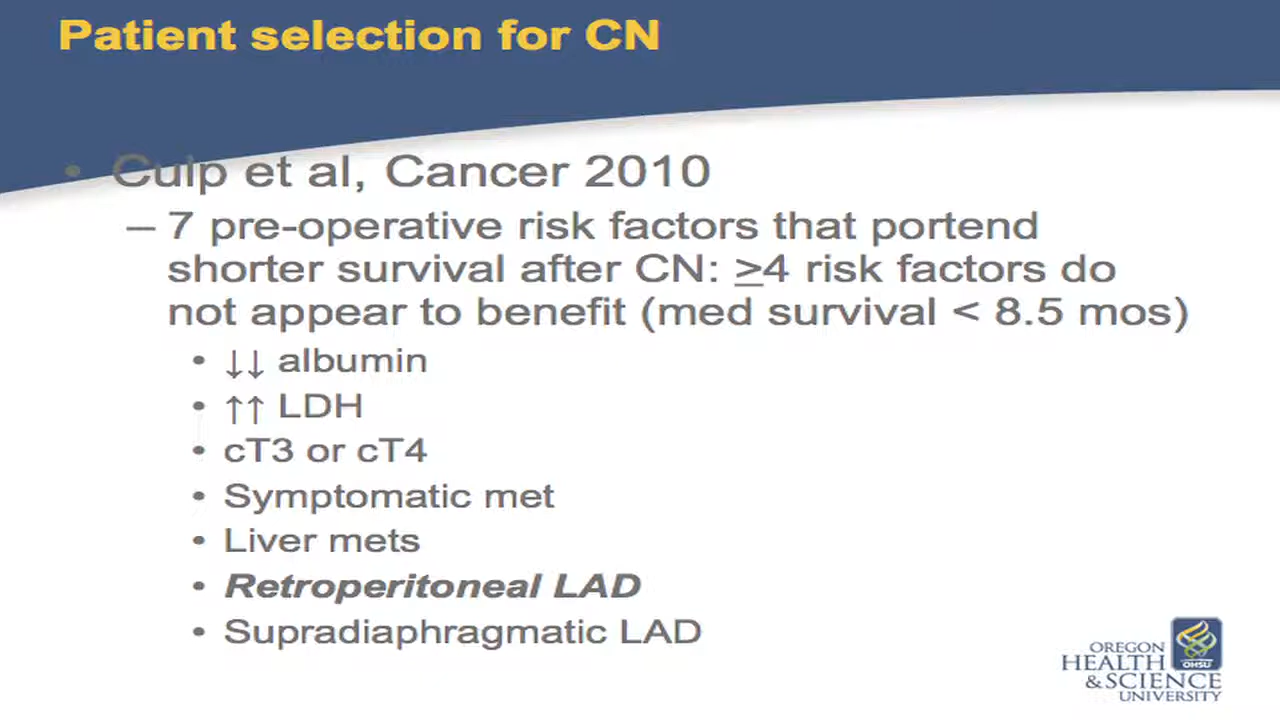 Patient selection for CN
• Culp et al, Cancer 2010
– 7 pre-operative risk factors that portend
shorter survival after CN: ≥4 risk factors do
not appear to benefit (med survival < 8.5 mos)
• ↓↓ albumin
• ↑↑ LDH
• cT3 or cT4
• Symptomatic met
• Liver mets
• Retroperitoneal LAD
• Supradiaphragmatic LAD
OHSU
OREGON
HEALTH
&SCIENCE
UNIVERSITY